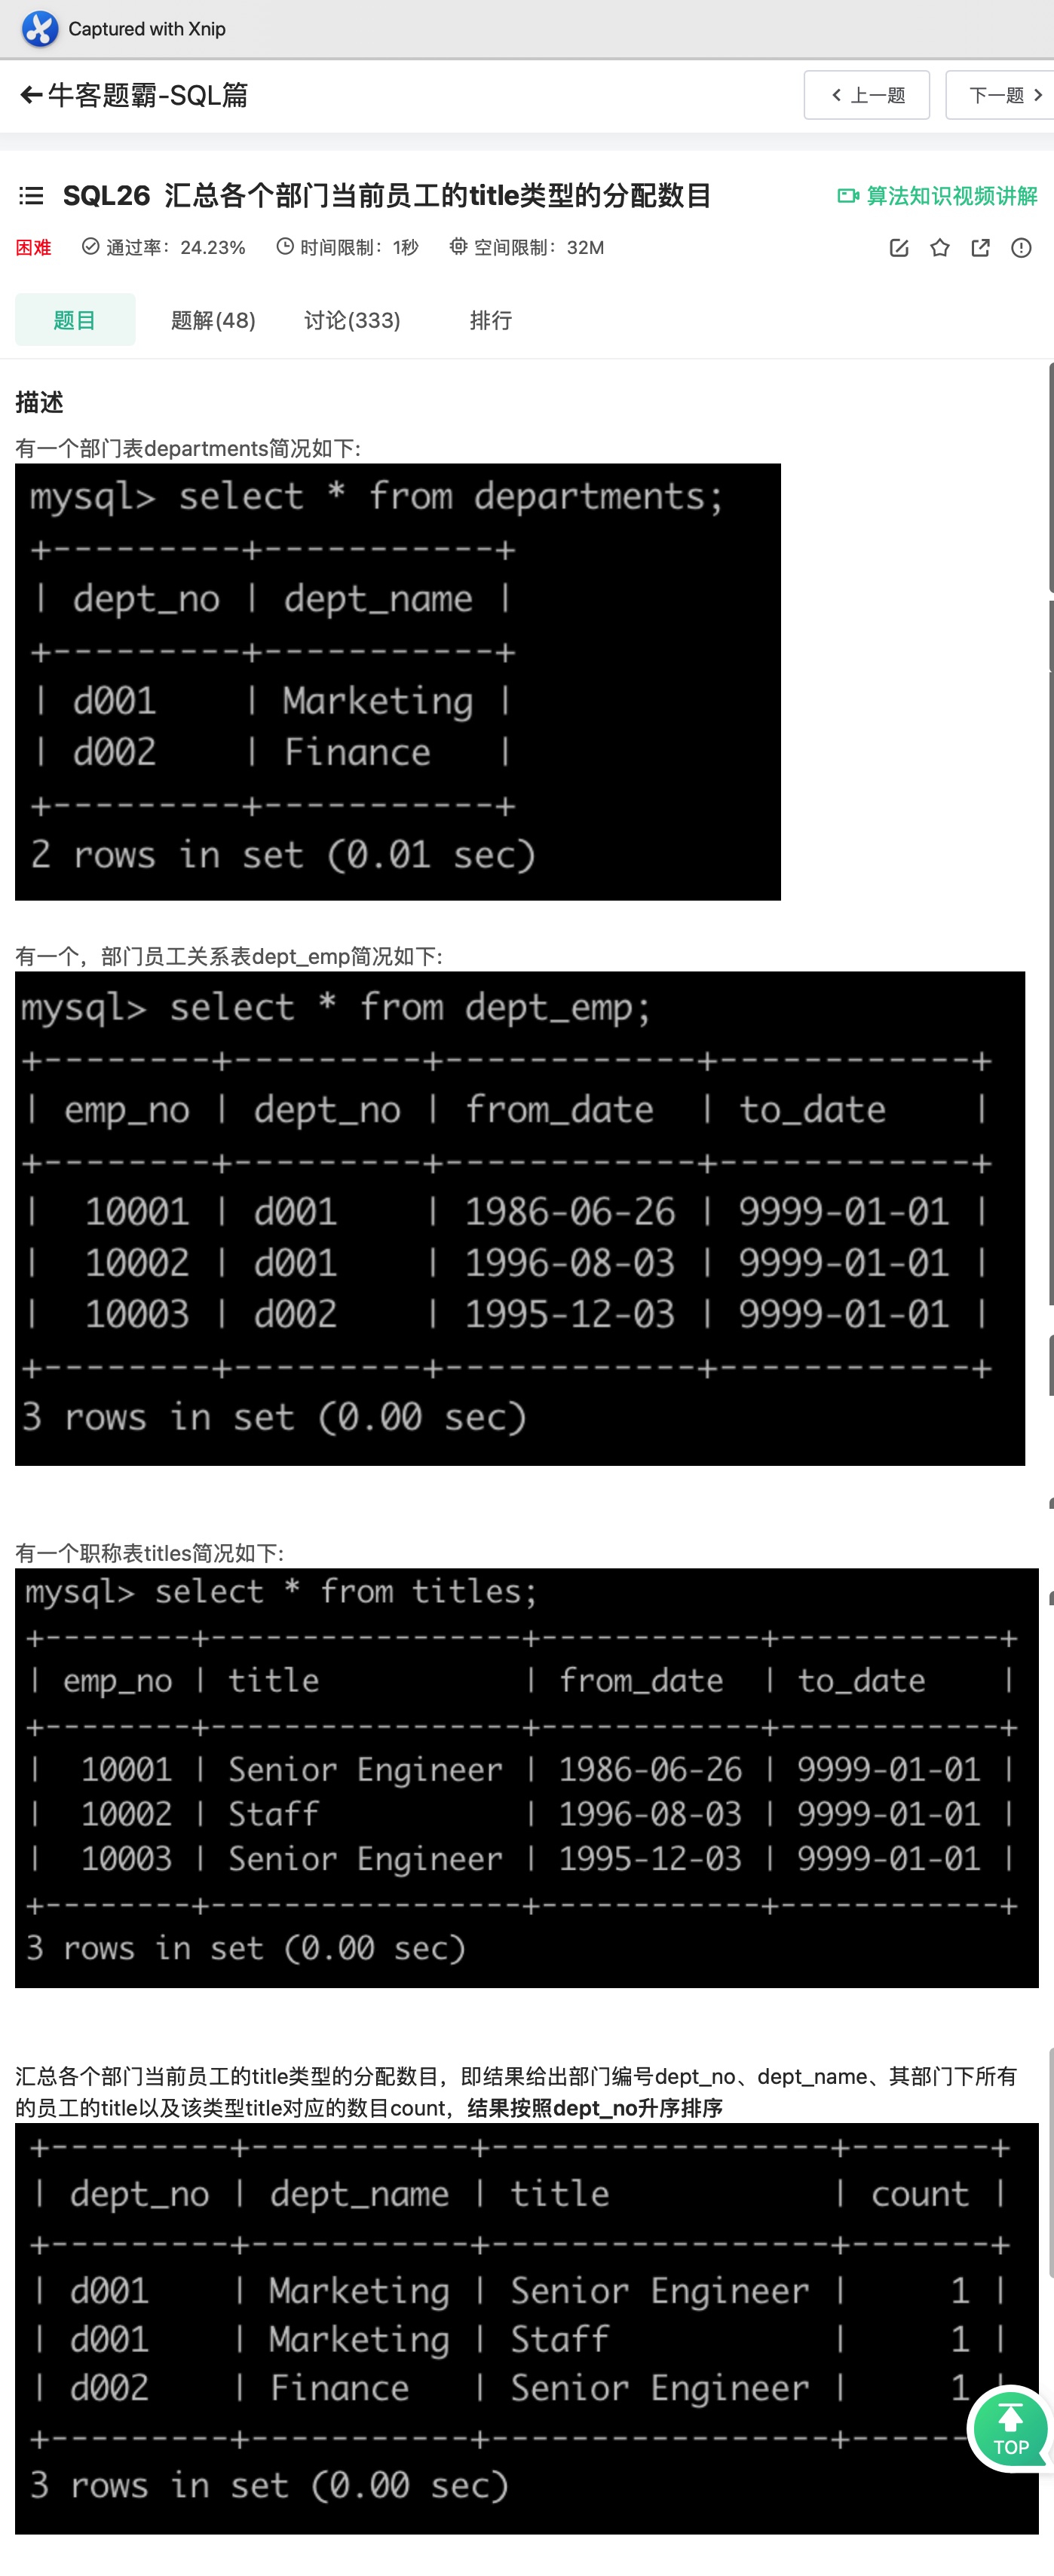 Captured with Xnip
牛客题霸-SQL篇
上一题
下一题
SQL26 汇总各个部门当前员工的title类型的分配数目
算法知识视频讲解
困难 通过率：24.23% 时间限制：1秒 空间限制：32M
题目 题解(48) 讨论(333) 排行
描述
有一个部门表departments简况如下:
mysql> select * from departments;
+---------+-----------+
| dept_no | dept_name |
+---------+-----------+
| d001    | Marketing |
| d002    | Finance   |
+---------+-----------+
2 rows in set (0.01 sec)
有一个，部门员工关系表dept_emp简况如下:
mysql> select * from dept_emp;
+--------+---------+------------+------------+
| emp_no | dept_no | from_date  | to_date    |
+--------+---------+------------+------------+
|  10001 | d001    | 1986-06-26 | 9999-01-01 |
|  10002 | d001    | 1996-08-03 | 9999-01-01 |
|  10003 | d002    | 1995-12-03 | 9999-01-01 |
+--------+---------+------------+------------+
3 rows in set (0.00 sec)
有一个职称表titles简况如下:
mysql> select * from titles;
+--------+-----------------+------------+------------+
| emp_no | title           | from_date  | to_date    |
+--------+-----------------+------------+------------+
|  10001 | Senior Engineer | 1986-06-26 | 9999-01-01 |
|  10002 | Staff           | 1996-08-03 | 9999-01-01 |
|  10003 | Senior Engineer | 1995-12-03 | 9999-01-01 |
+--------+-----------------+------------+------------+
3 rows in set (0.00 sec)
汇总各个部门当前员工的title类型的分配数目，即结果给出部门编号dept_no、dept_name、其部门下所有
的员工的title以及该类型title对应的数目count，结果按照dept_no升序排序
+---------+-----------+-----------------+-------+
| dept_no | dept_name | title           | count |
+---------+-----------+-----------------+-------+
| d001    | Marketing | Senior Engineer |     1 |
| d001    | Marketing | Staff           |     1 |
| d002    | Finance   | Senior Engineer |     1 |
+---------+-----------+-----------------+------
TOP
3 rows in set (0.00 sec)